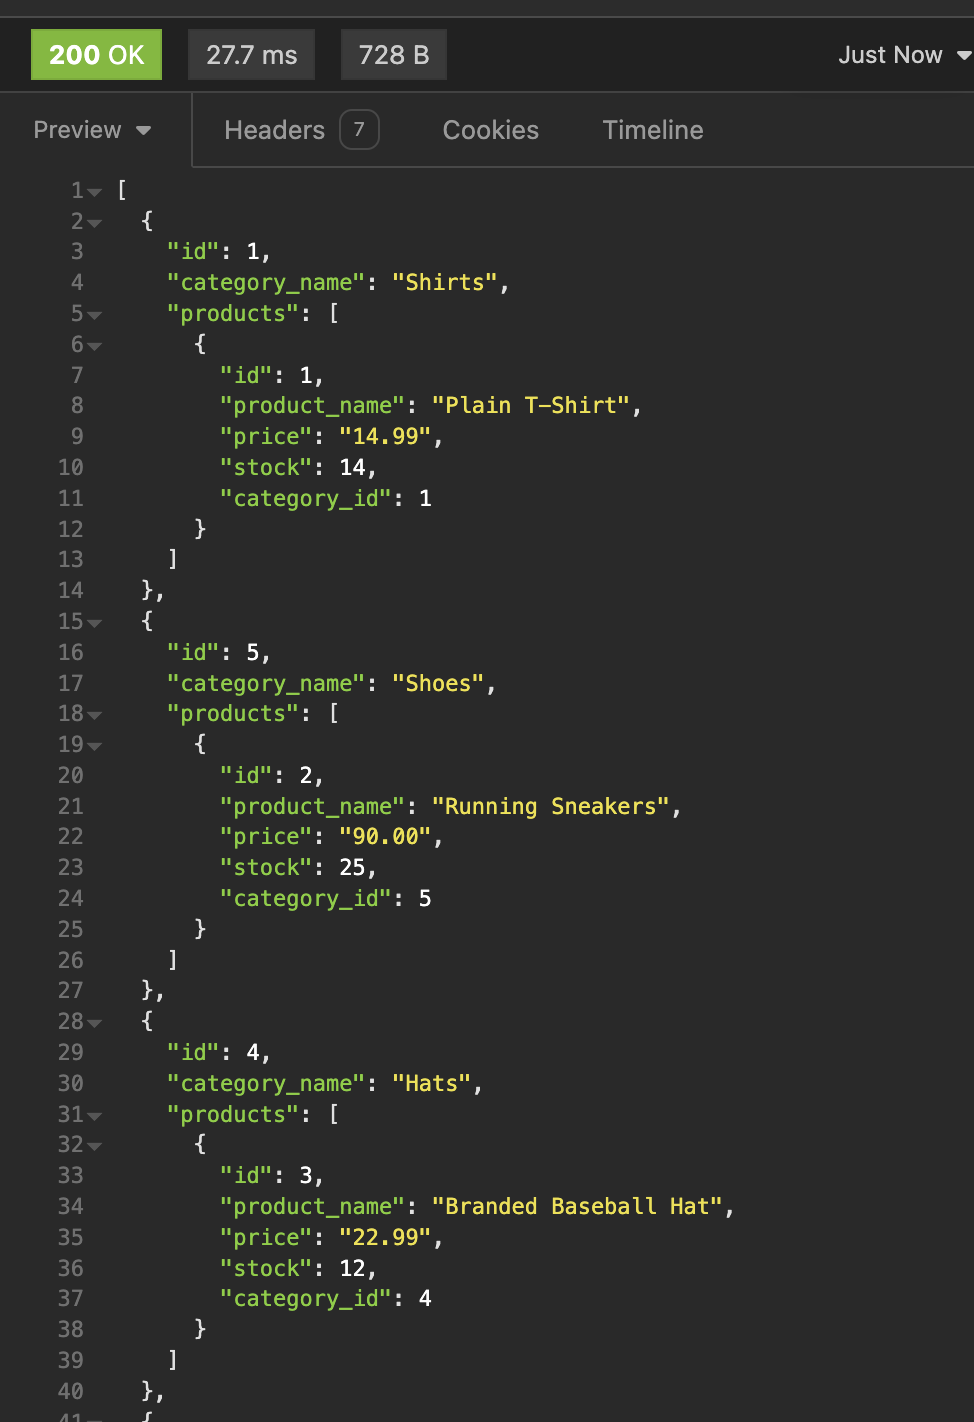 200 OK 27.7 ms 728 B Just Now
Preview Headers 7 Cookies Timeline
1 [
2 {
3 "id": 1,
4 "category_name": "Shirts",
5 "products": [
6 {
7 "id": 1,
8 "product_name": "Plain T-Shirt",
9 "price": "14.99",
10 "stock": 14,
11 "category_id": 1
12 }
13 ]
14 },
15 {
16 "id": 5,
17 "category_name": "Shoes",
18 "products": [
19 {
20 "id": 2,
21 "product_name": "Running Sneakers",
22 "price": "90.00",
23 "stock": 25,
24 "category_id": 5
25 }
26 ]
27 },
28 {
29 "id": 4,
30 "category_name": "Hats",
31 "products": [
32 {
33 "id": 3,
34 "product_name": "Branded Baseball Hat",
35 "price": "22.99",
36 "stock": 12,
37 "category_id": 4
38 }
39 ]
40 },
41 {